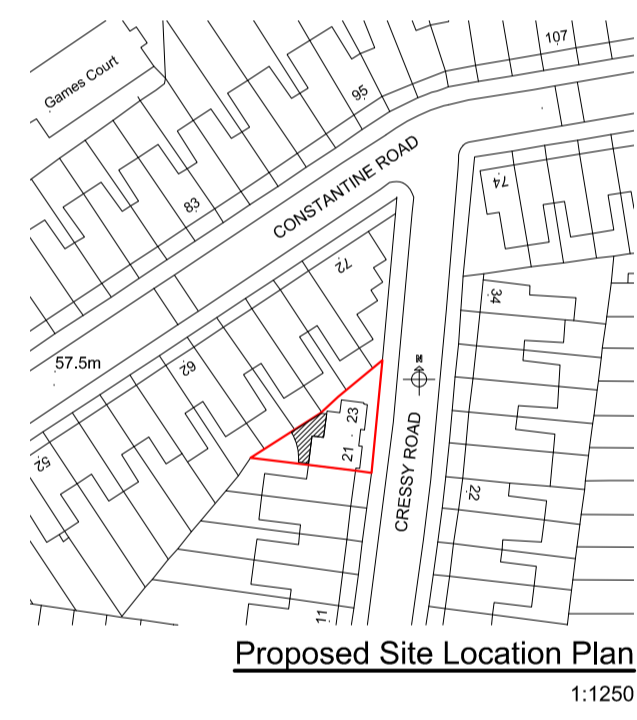 107
Games Court
95
CONSTANTINE ROAD
74
83
72
34
57.5m
62
N
23
21
CRESSY ROAD
52
22
11
Proposed Site Location Plan
1:1250